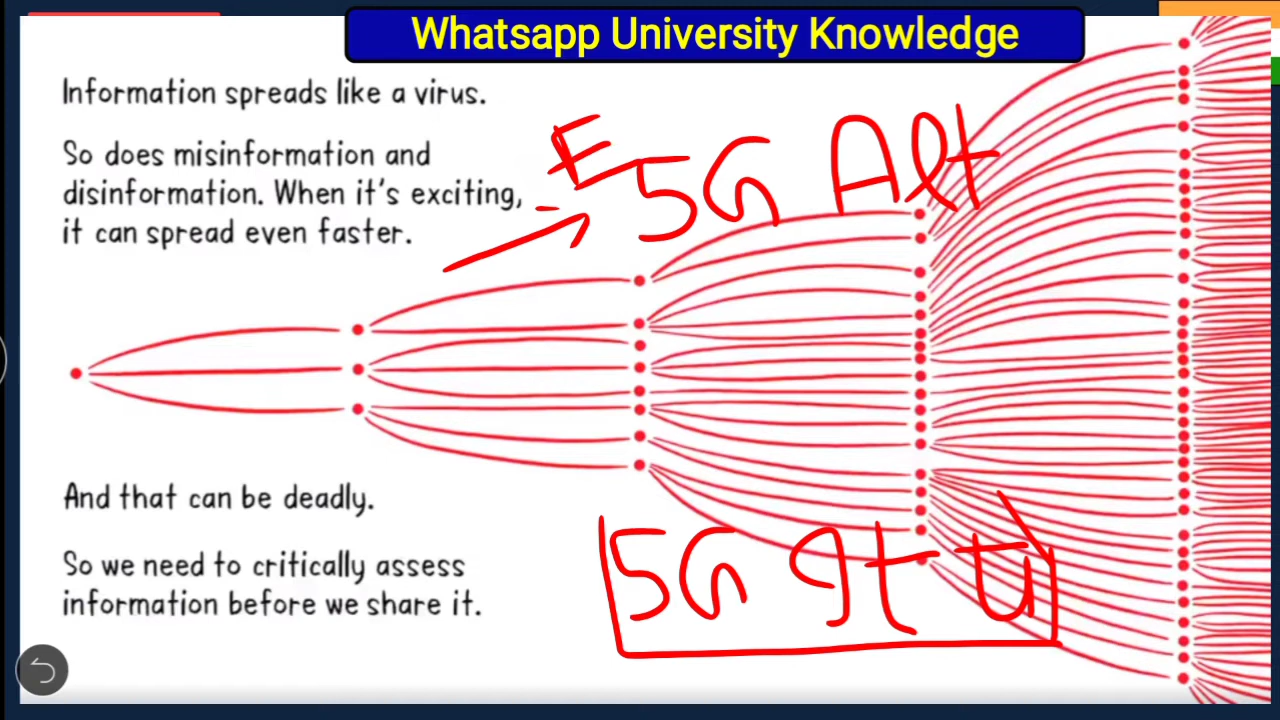 Whatsapp University Knowledge
Information spreads like a virus.
So does misinformation and
disinformation. When it's exciting,
it can spread even faster.
5G
And that can be deadly.
So we need to critically assess
information before we share it.
5G